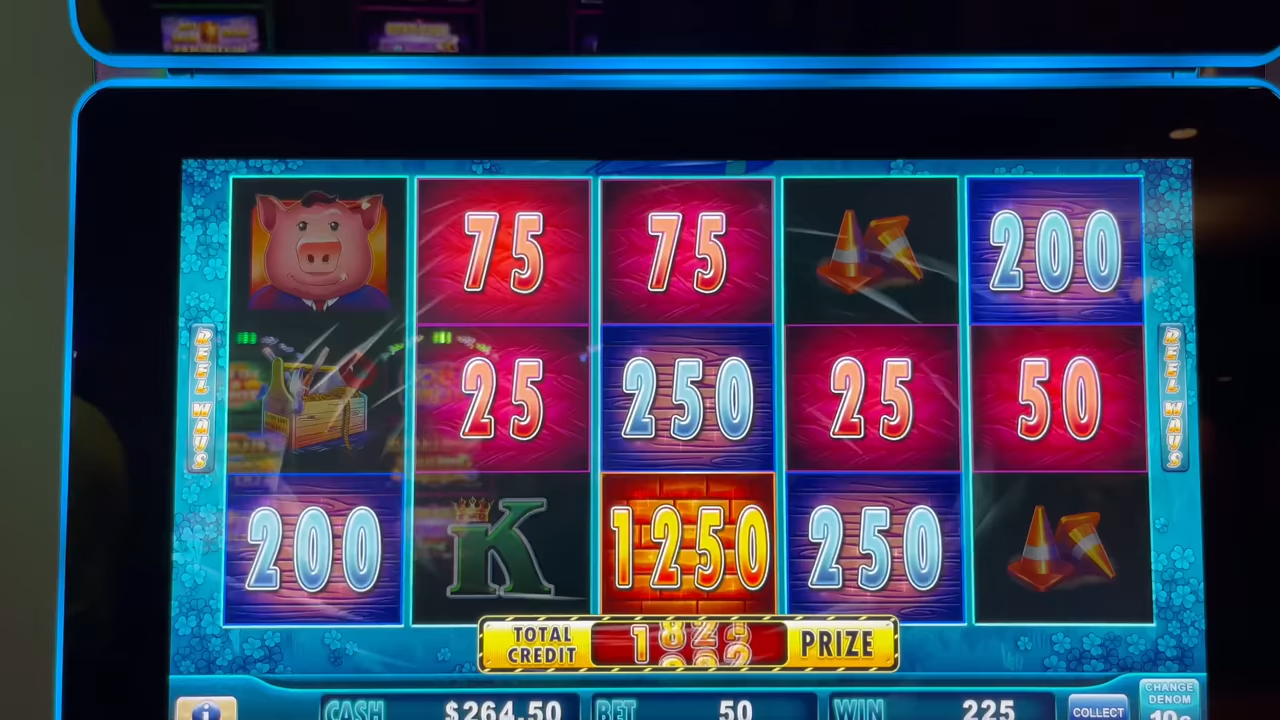 75 75 200
25 250 25 50
REEL WAYS
REEL WAYS
200 K 1250 250
TOTAL CREDIT PRIZE
CASH $264.50 BET 50 WIN 225 COLLECT
CHANGE DENOM